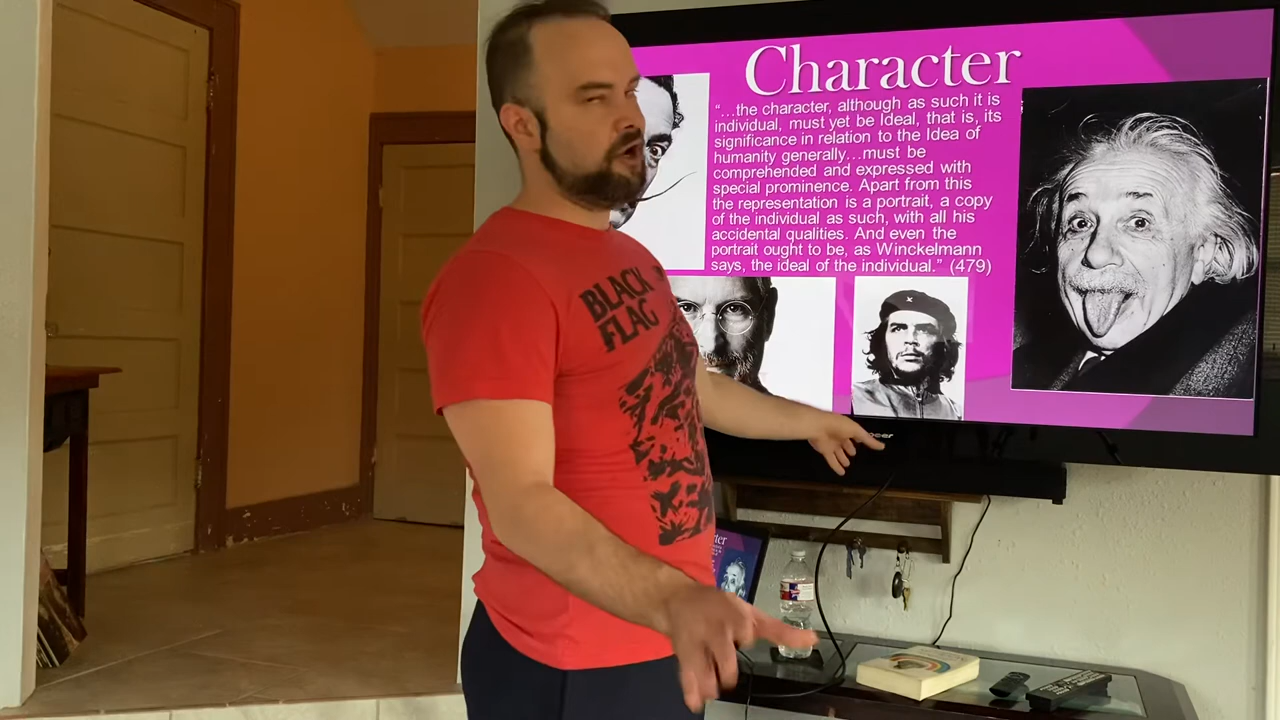 Character
“...the character, although as such it is
individual, must yet be Ideal, that is, its
significance in relation to the Idea of
humanity generally...must be
comprehended and expressed with
special prominence. Apart from this
the representation is a portrait, a copy
of the individual as such, with all his
accidental qualities. And even the
portrait ought to be, as Winckelmann
says, the ideal of the individual.” (479)
BLACK
FLAG